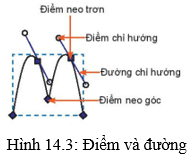 Điểm neo trơn
Điểm chỉ hướng
Đường chỉ hướng
Điểm neo góc
Hình 14.3: Điểm và đường